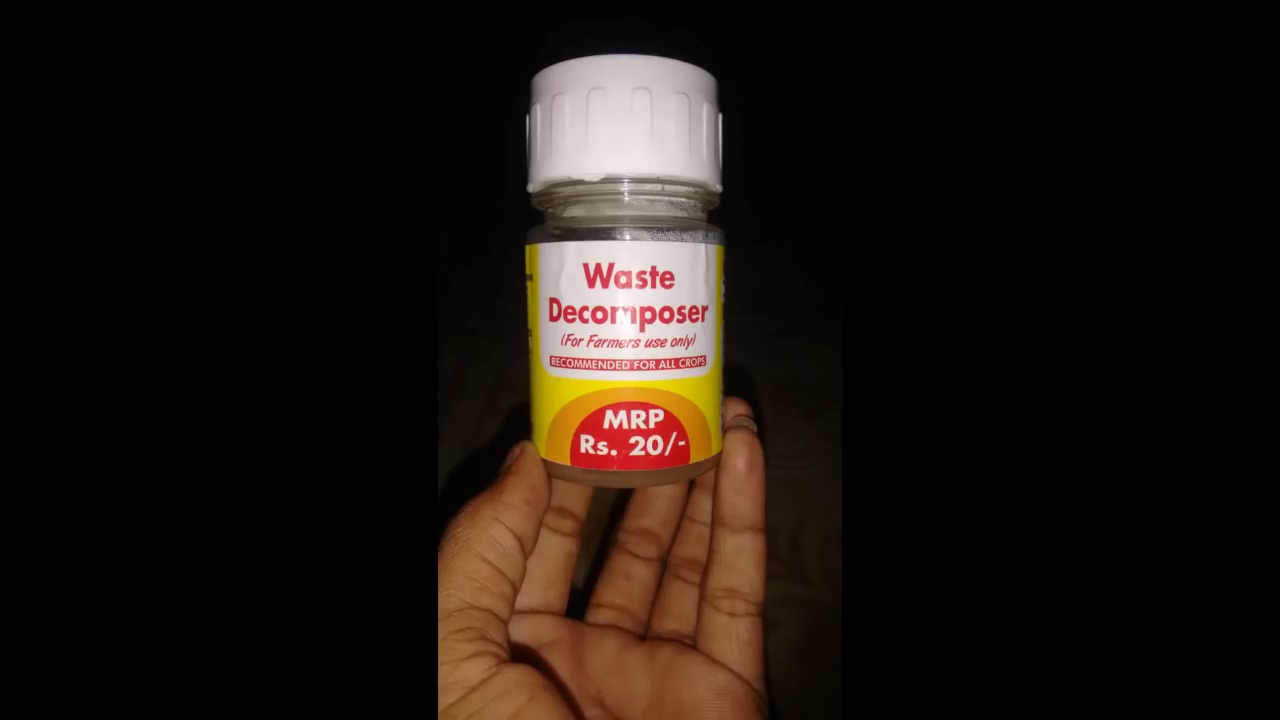 Waste
Decomposer
(For Farmers use only)
RECOMMENDED FOR ALL CROPS
MRP
Rs. 20/-